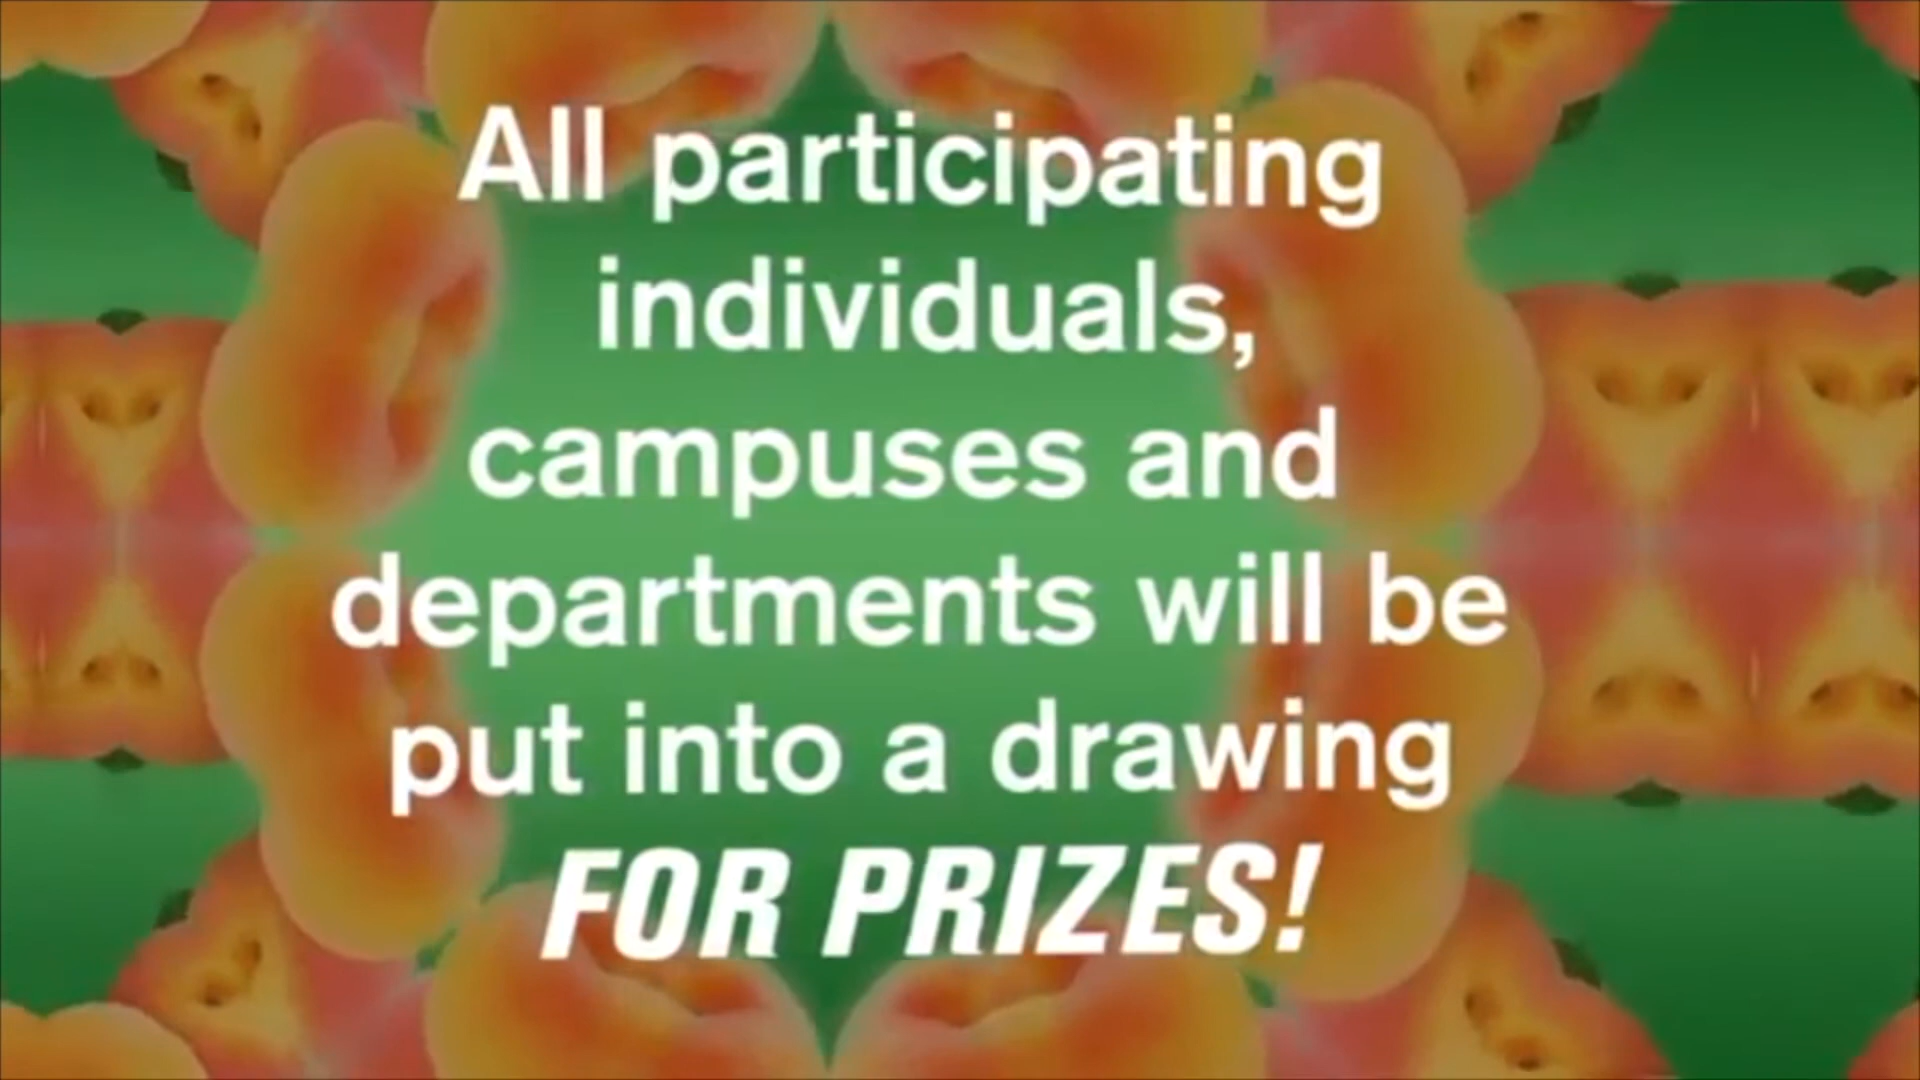 All participating
individuals,
campuses and
departments will be
put into a drawing
FOR PRIZES!